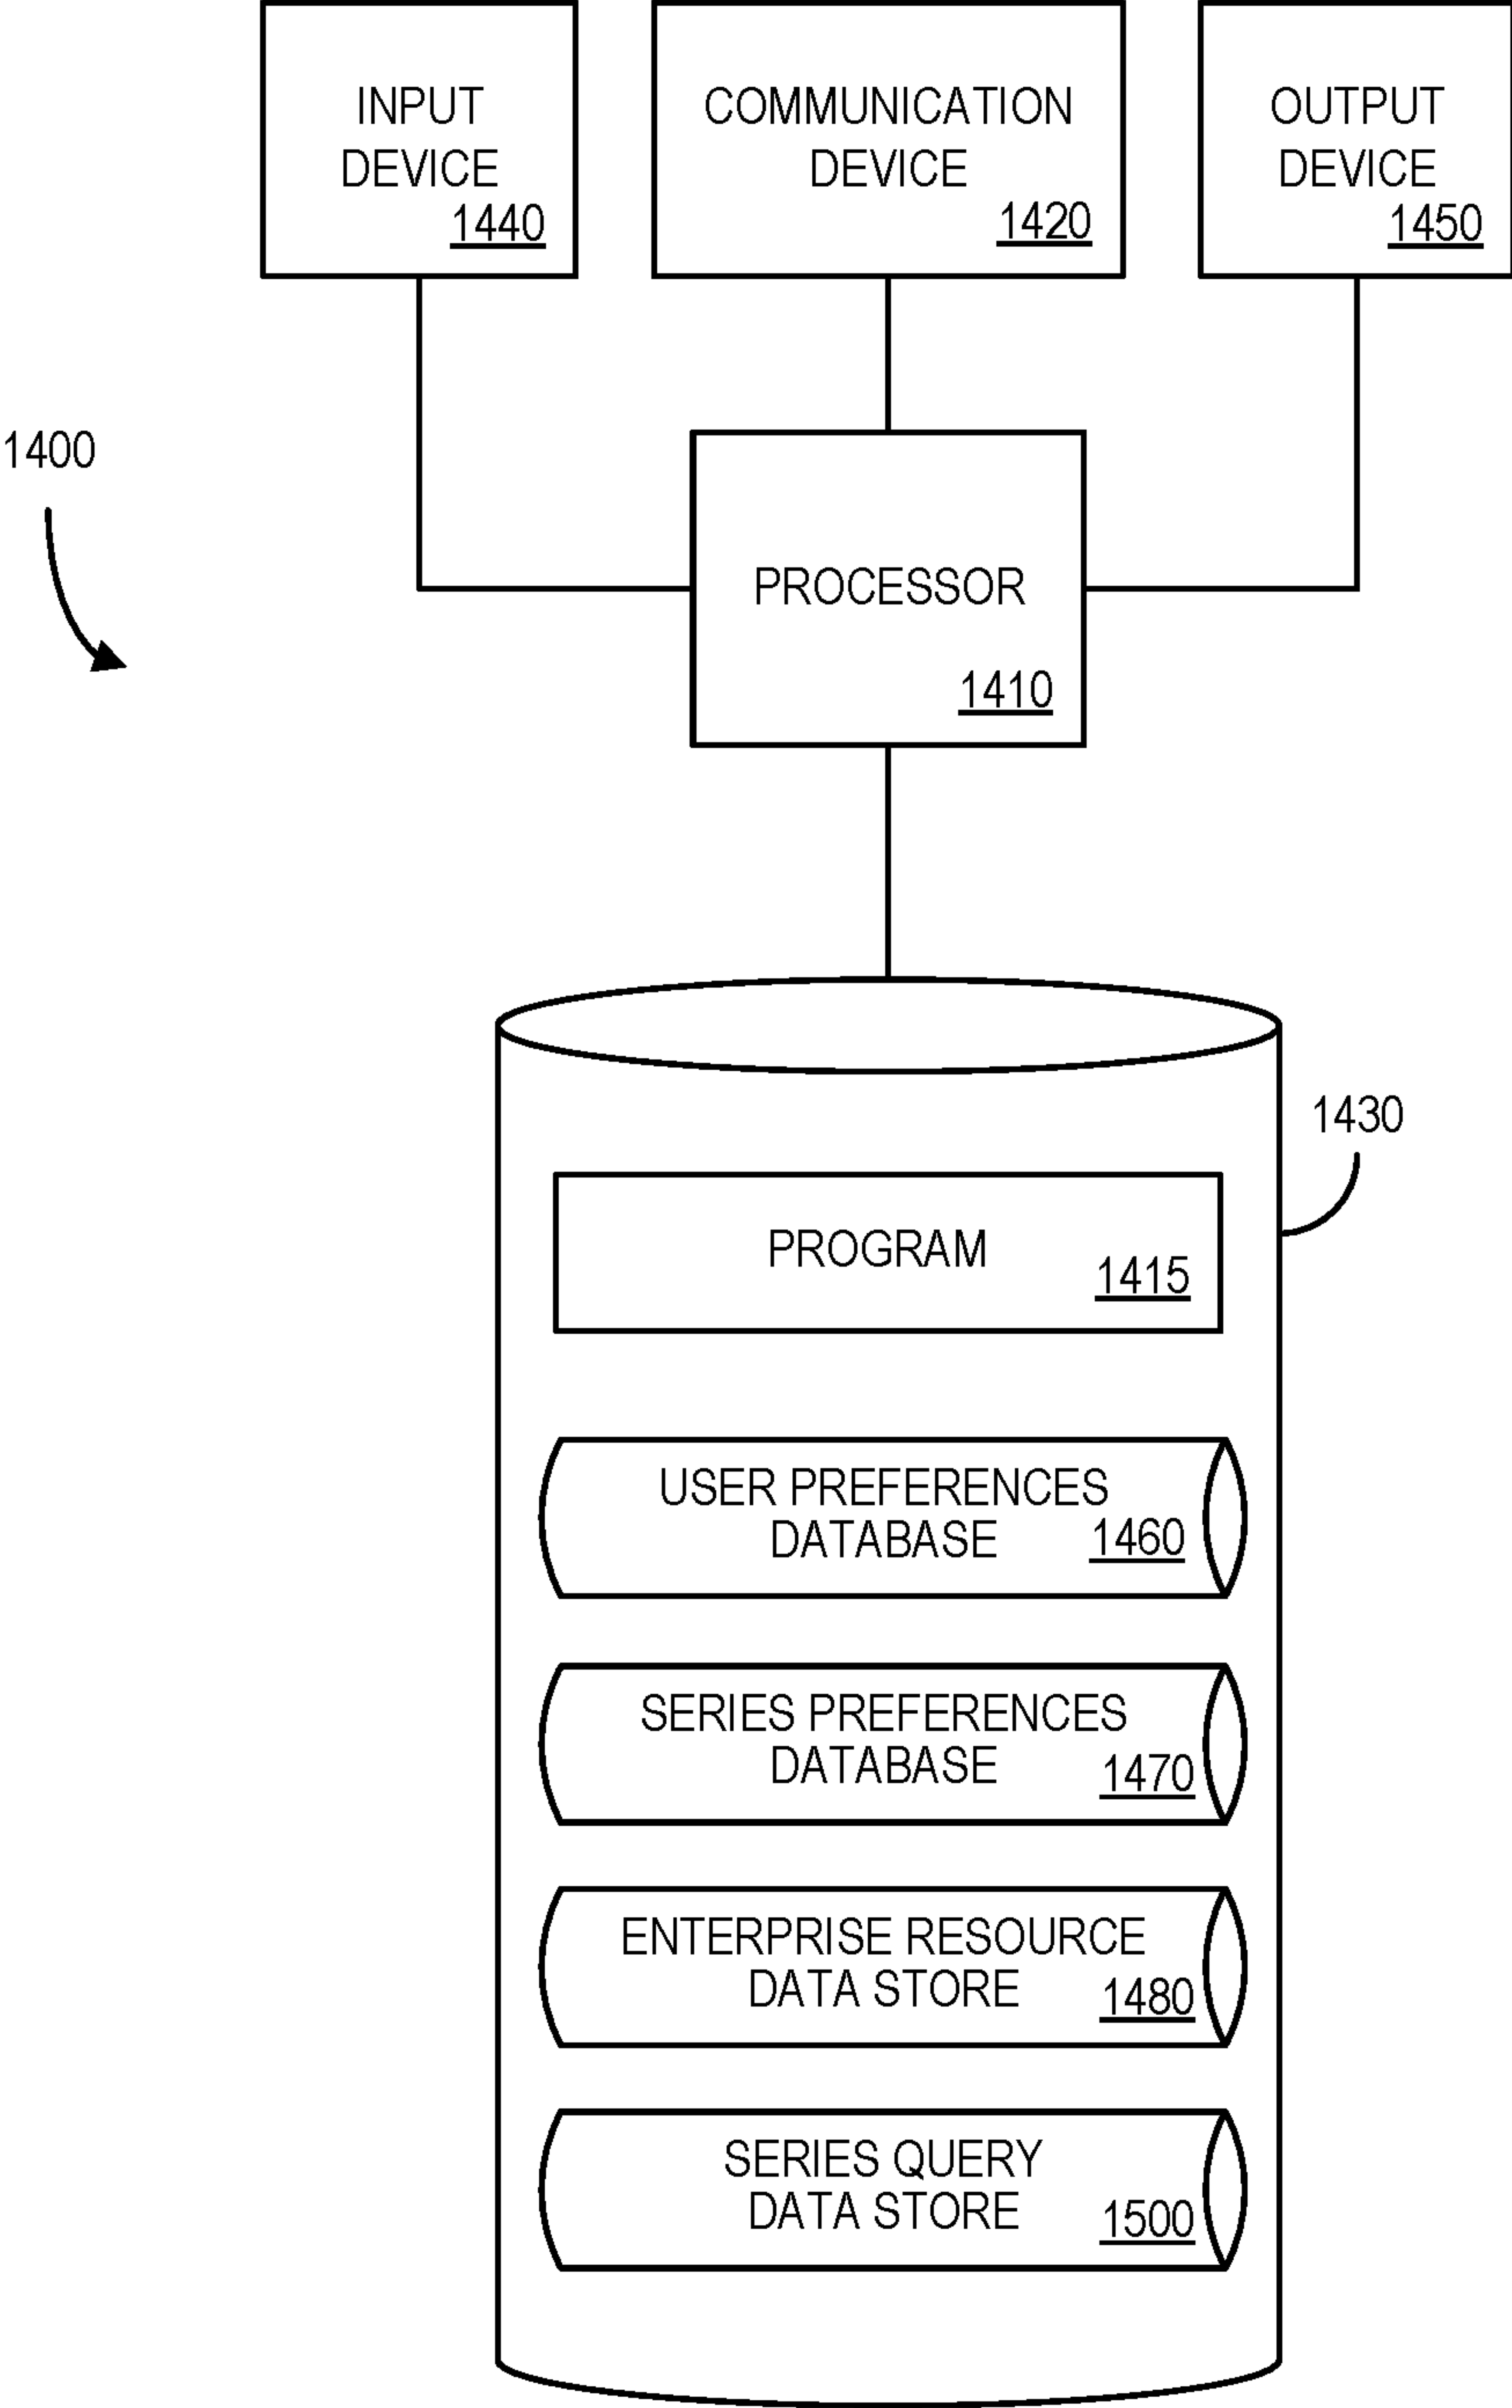 INPUT
DEVICE
1440
COMMUNICATION
DEVICE
1420
OUTPUT
DEVICE
1450
1400
PROCESSOR
1410
1430
PROGRAM
1415
USER PREFERENCES
DATABASE 1460
SERIES PREFERENCES
DATABASE 1470
ENTERPRISE RESOURCE
DATA STORE 1480
SERIES QUERY
DATA STORE 1500